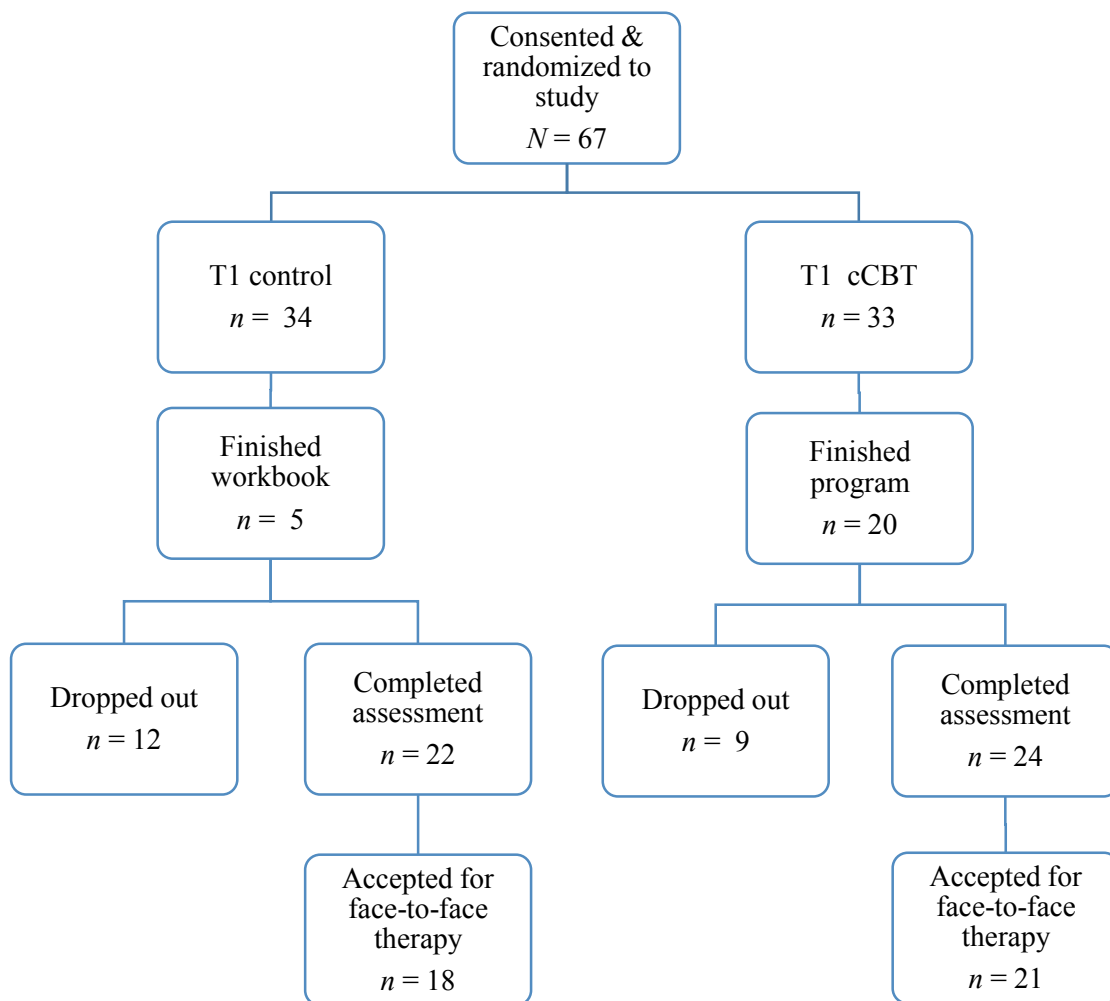 Consented &
randomized to
study
N = 67
T1 control
n = 34
T1 cCBT
n = 33
Finished
workbook
n = 5
Finished
program
n = 20
Dropped out
n = 12
Completed
assessment
n = 22
Dropped out
n = 9
Completed
assessment
n = 24
Accepted for
face-to-face
therapy
n = 18
Accepted for
face-to-face
therapy
n = 21